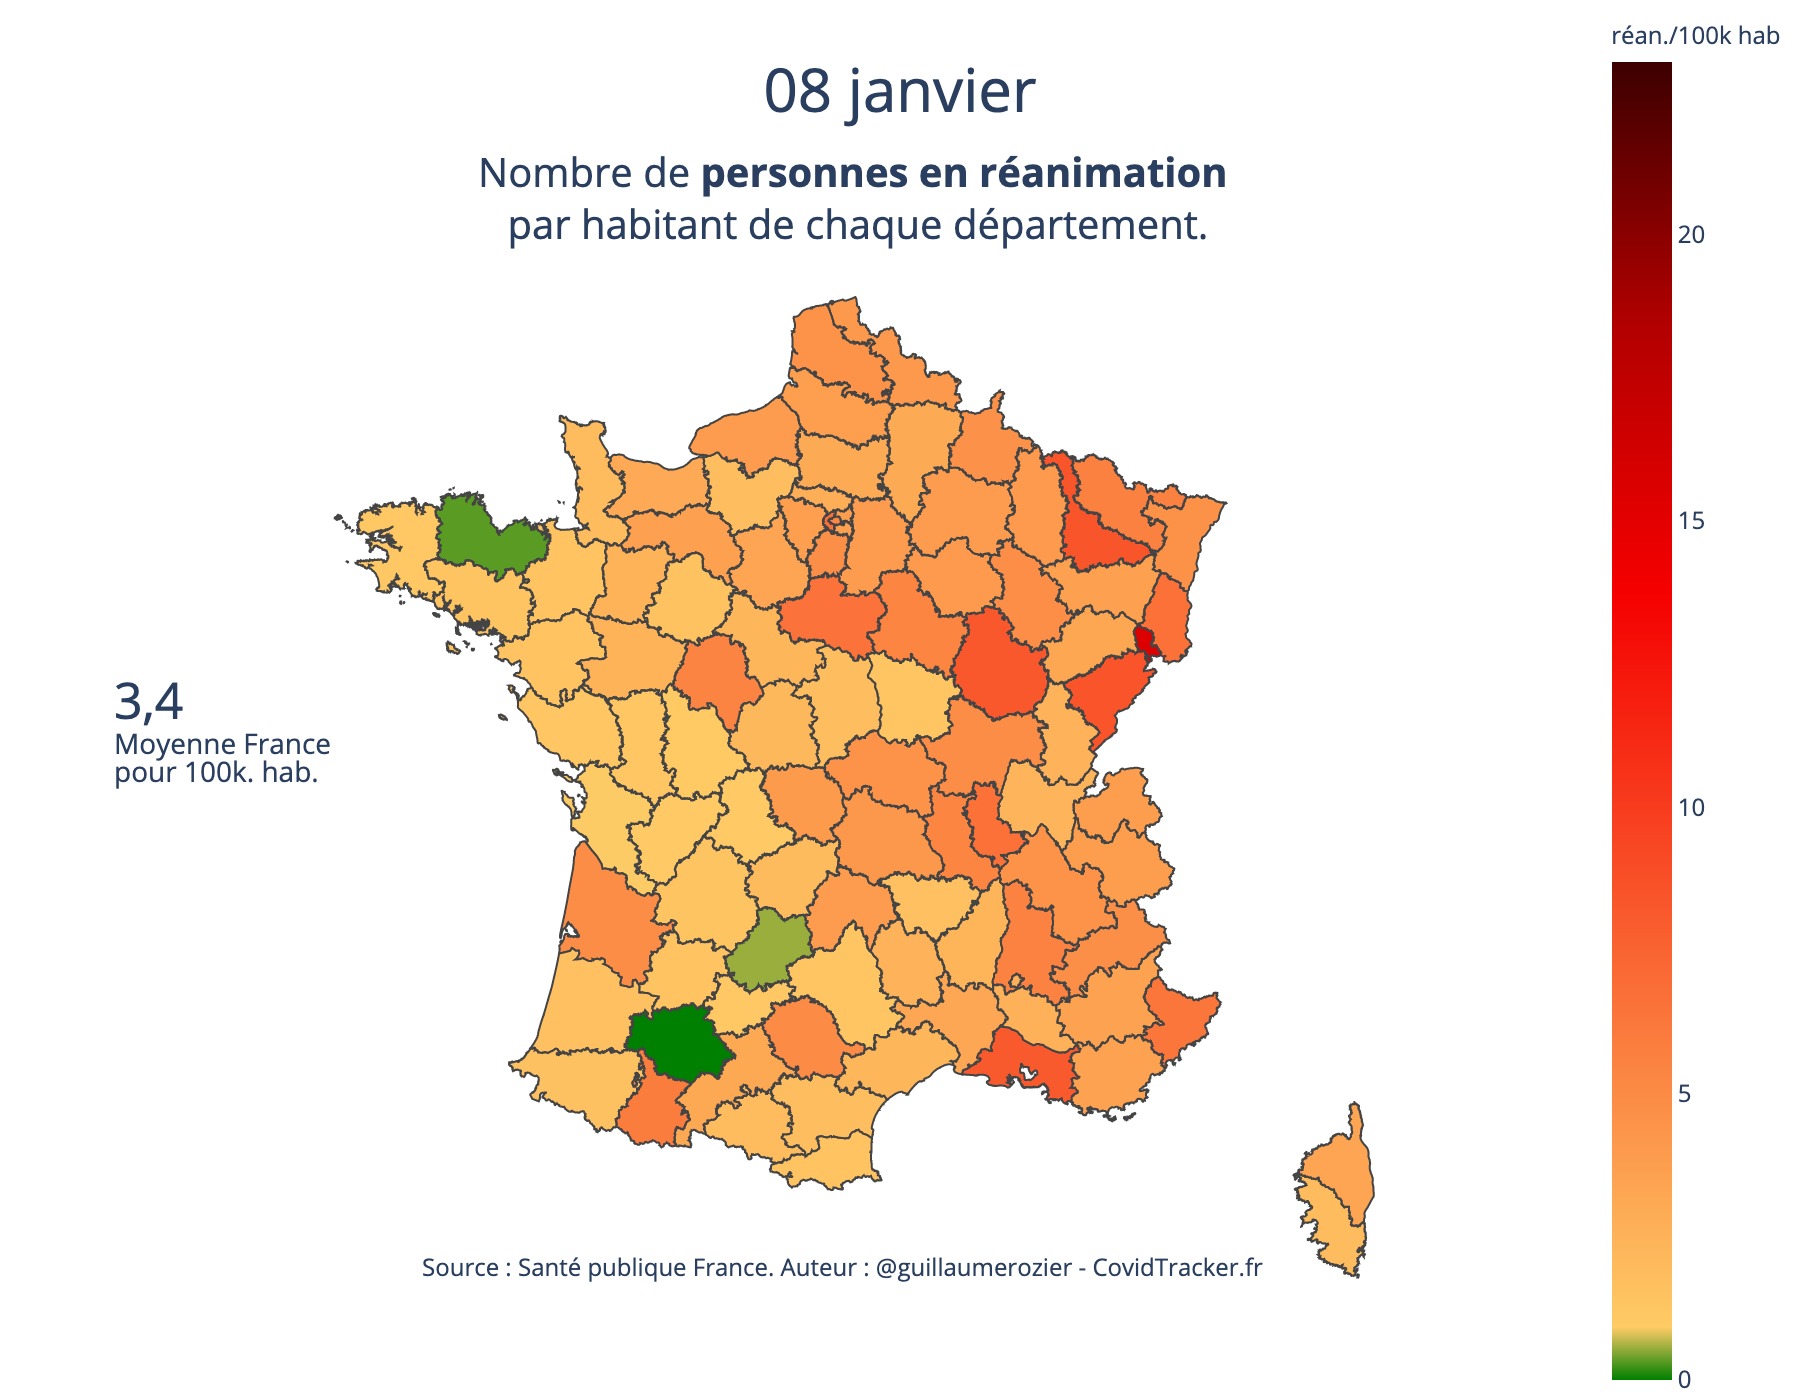 réan./100k hab
08 janvier
Nombre de personnes en réanimation
par habitant de chaque département.
20
15
3,4
Moyenne France
pour 100k. hab.
10
5
Source : Santé publique France. Auteur : @guillaumerozier - CovidTracker.fr
0